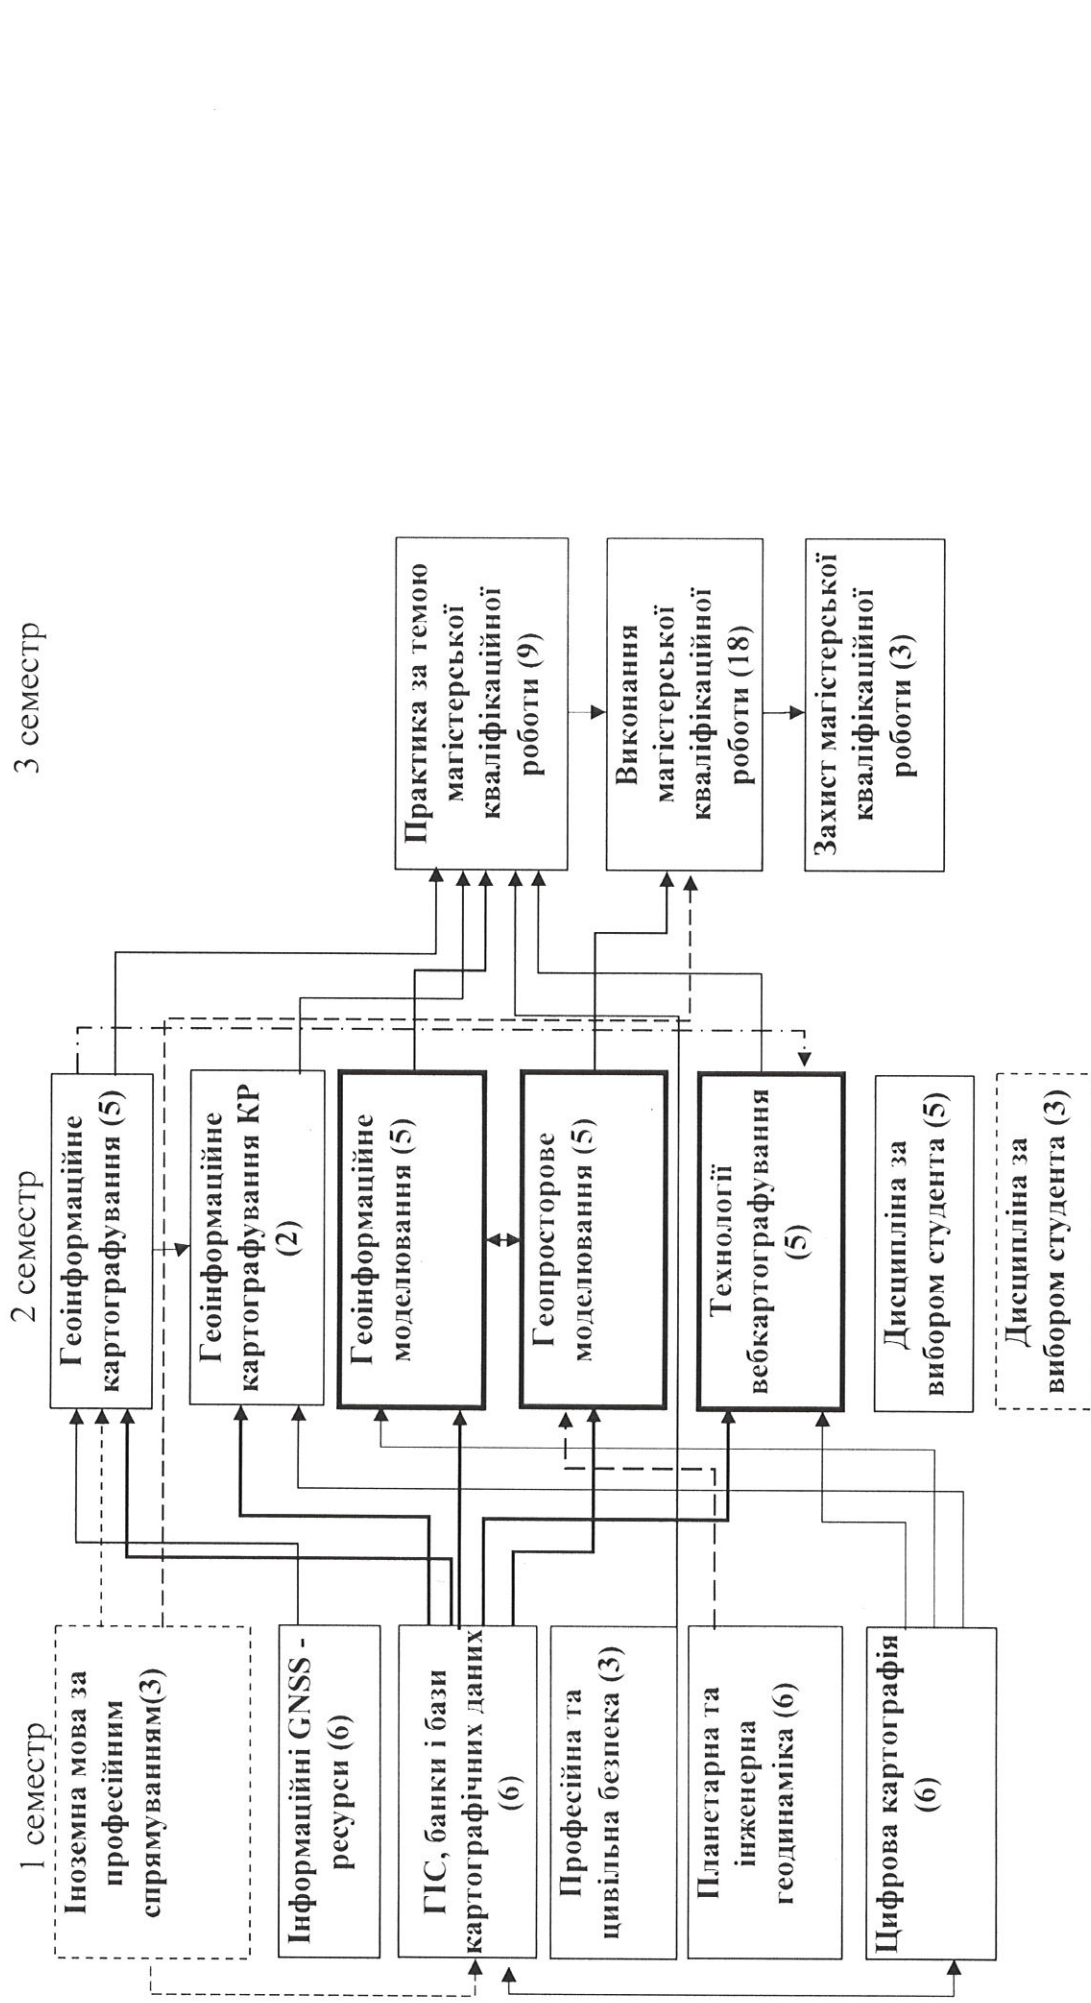 1 семестр
2 семестр
3 семестр
Іноземна мова за
професійним
спрямуванням(3)
Інформаційні GNSS -
ресурси (6)
ГІС, банки і бази
картографічних даних
(6)
Професійна та
цивільна безпека (3)
Планетарна та
інженерна
геодинаміка (6)
Цифрова картографія
(6)
Геоінформаційне
картографування (5)
Геоінформаційне
картографування КР
(2)
Геоінформаційне
моделювання (5)
Геопросторове
моделювання (5)
Технології
вебкартографування
(5)
Дисципліна за
вибором студента (5)
Дисципліна за
вибором студента (3)
Практика за темою
магістерської
кваліфікаційної
роботи (9)
Виконання
магістерської
кваліфікаційної
роботи (18)
Захист магістерської
кваліфікаційної
роботи (3)